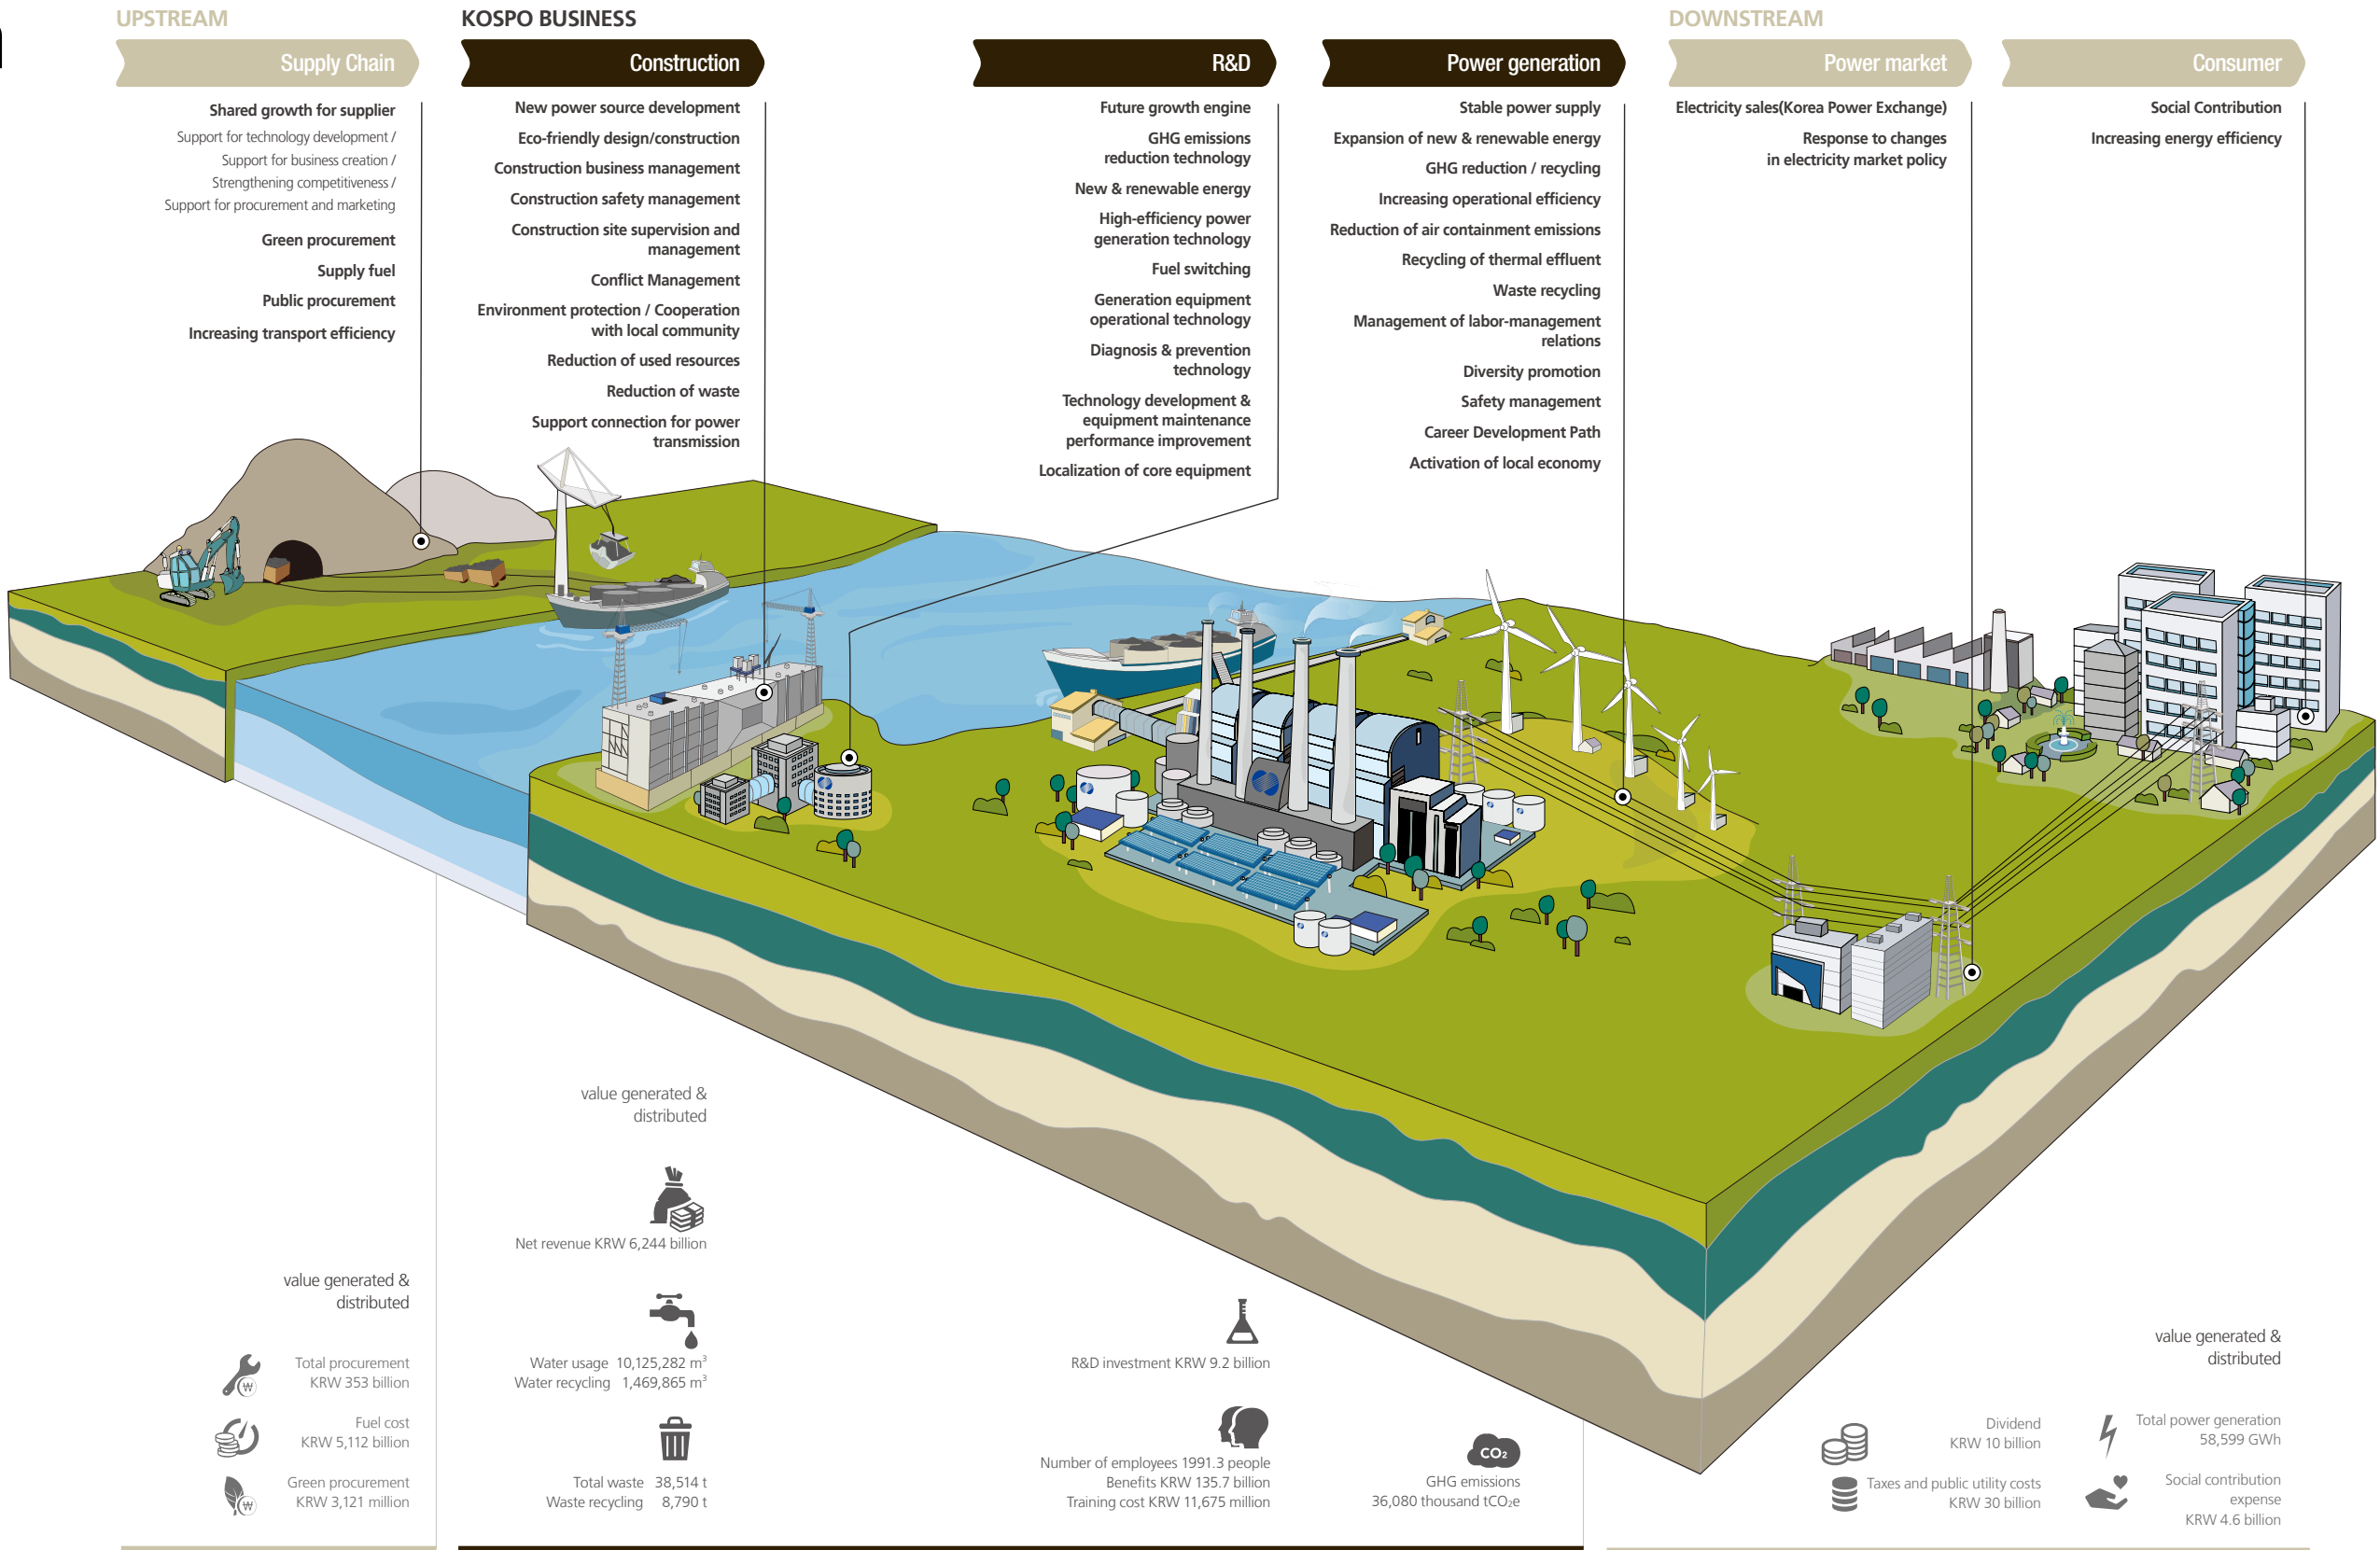 UPSTREAM
Supply Chain
Shared growth for supplier
Support for technology development /
Support for business creation /
Strengthening competitiveness /
Support for procurement and marketing
Green procurement
Supply fuel
Public procurement
Increasing transport efficiency
KOSPO BUSINESS
Construction
New power source development
Eco-friendly design/construction
Construction business management
Construction safety management
Construction site supervision and
management
Conflict Management
Environment protection / Cooperation
with local community
Reduction of used resources
Reduction of waste
Support connection for power
transmission
R&D
Future growth engine
GHG emissions
reduction technology
New & renewable energy
High-efficiency power
generation technology
Fuel switching
Generation equipment
operational technology
Diagnosis & prevention
technology
Technology development &
equipment maintenance
performance improvement
Localization of core equipment
Power generation
Stable power supply
Expansion of new & renewable energy
GHG reduction / recycling
Increasing operational efficiency
Reduction of air containment emissions
Recycling of thermal effluent
Waste recycling
Management of labor-management
relations
Diversity promotion
Safety management
Career Development Path
Activation of local economy
DOWNSTREAM
Power market
Electricity sales(Korea Power Exchange)
Response to changes
in electricity market policy
Consumer
Social Contribution
Increasing energy efficiency
value generated &
distributed
Total procurement
KRW 353 billion
Fuel cost
KRW 5,112 billion
Green procurement
KRW 3,121 million
value generated &
distributed
Net revenue KRW 6,244 billion
Water usage 10,125,282 m³
Water recycling 1,469,865 m³
Total waste 38,514 t
Waste recycling 8,790 t
R&D investment KRW 9.2 billion
Number of employees 1991.3 people
Benefits KRW 135.7 billion
Training cost KRW 11,675 million
CO₂
GHG emissions
36,080 thousand tCO₂e
value generated &
distributed
Dividend
KRW 10 billion
Taxes and public utility costs
KRW 30 billion
Total power generation
58,599 GWh
Social contribution
expense
KRW 4.6 billion